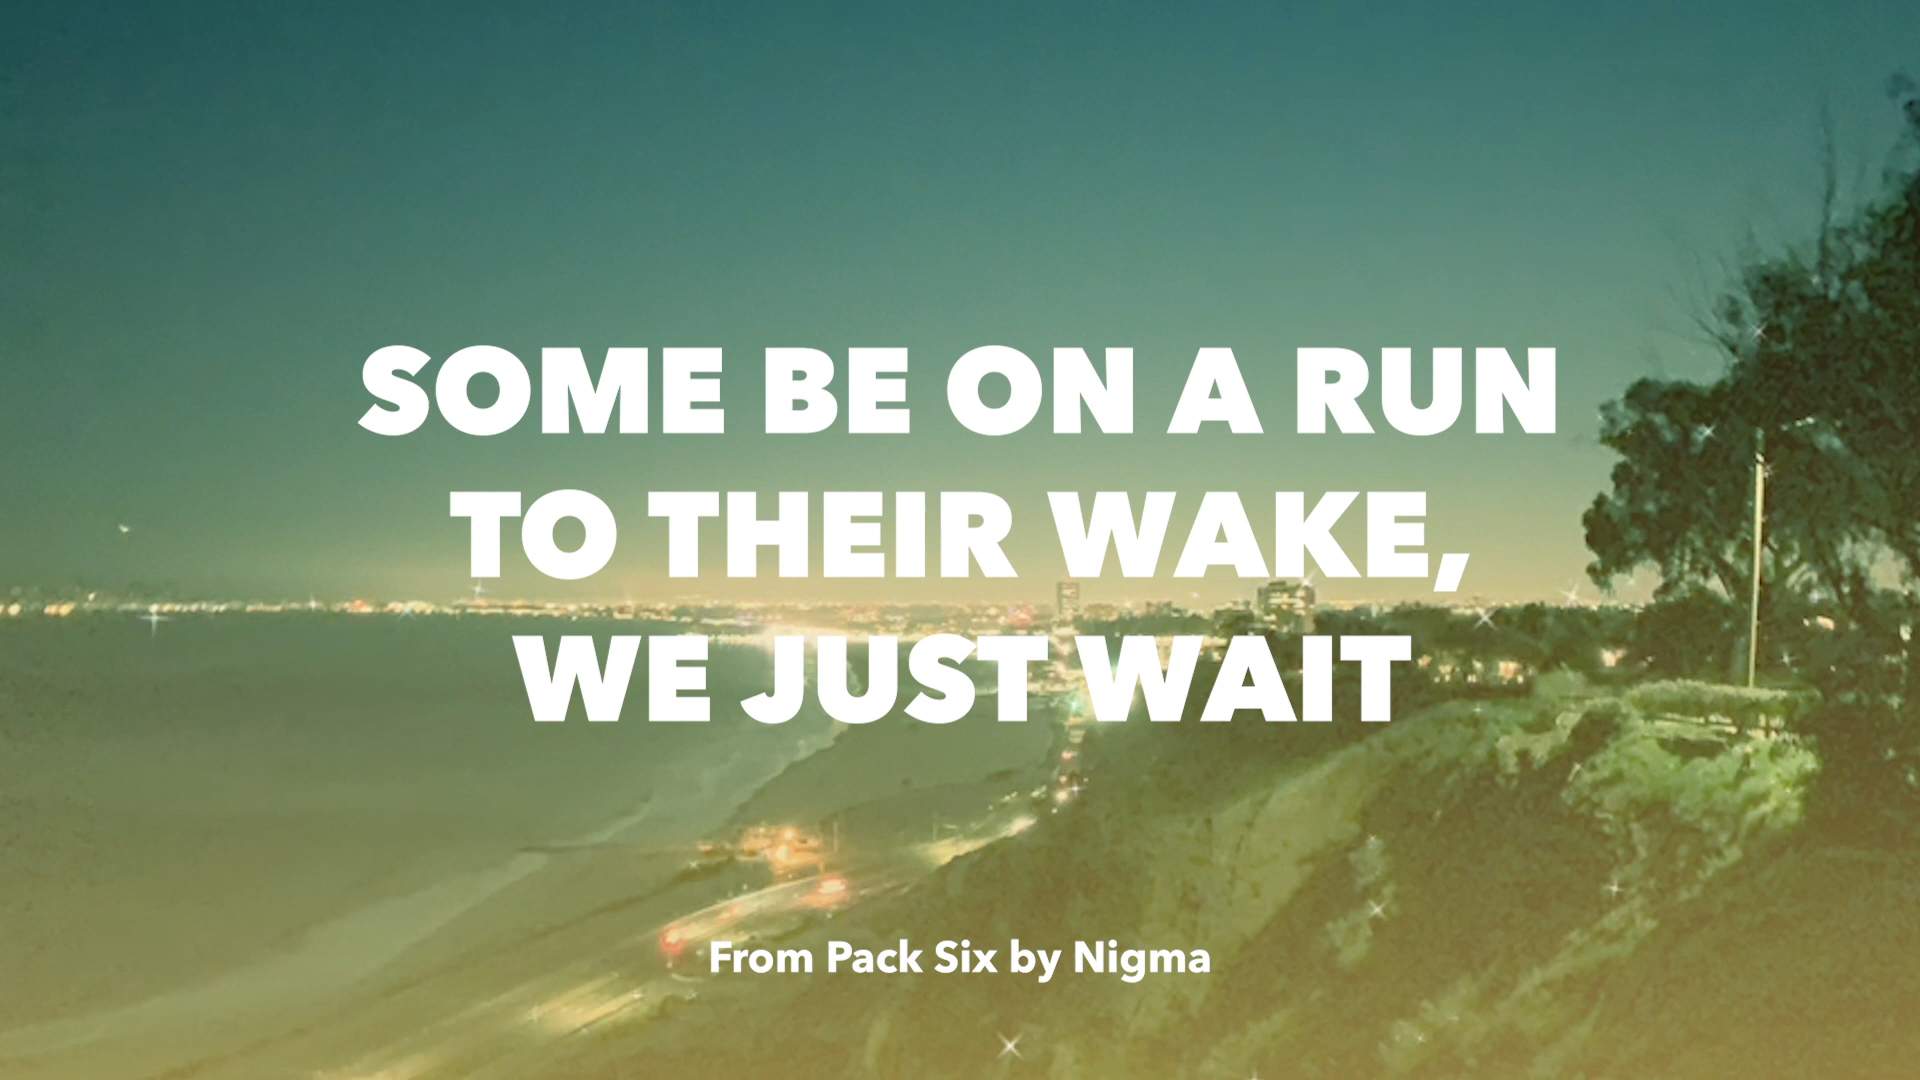 SOME BE ON A RUN
TO THEIR WAKE,
WE JUST WAIT
From Pack Six by Nigma